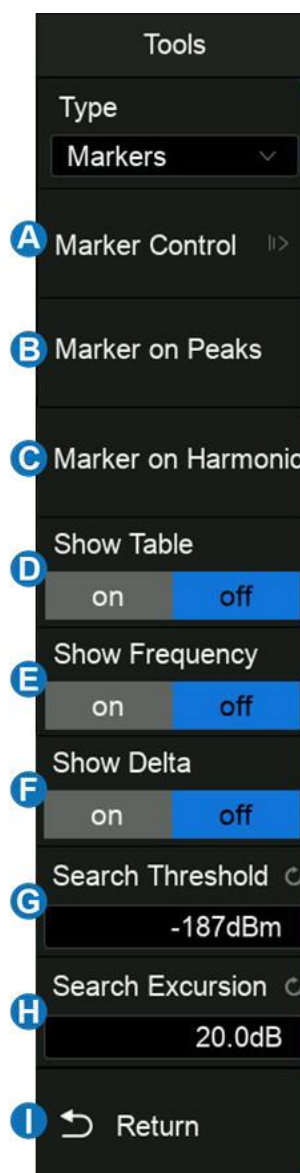 Tools
Type
Markers
A Marker Control
B Marker on Peaks
C Marker on Harmonic
Show Table
D
on off
Show Frequency
E
on off
Show Delta
F
on off
Search Threshold
G
-187dBm
Search Excursion
H
20.0dB
I Return